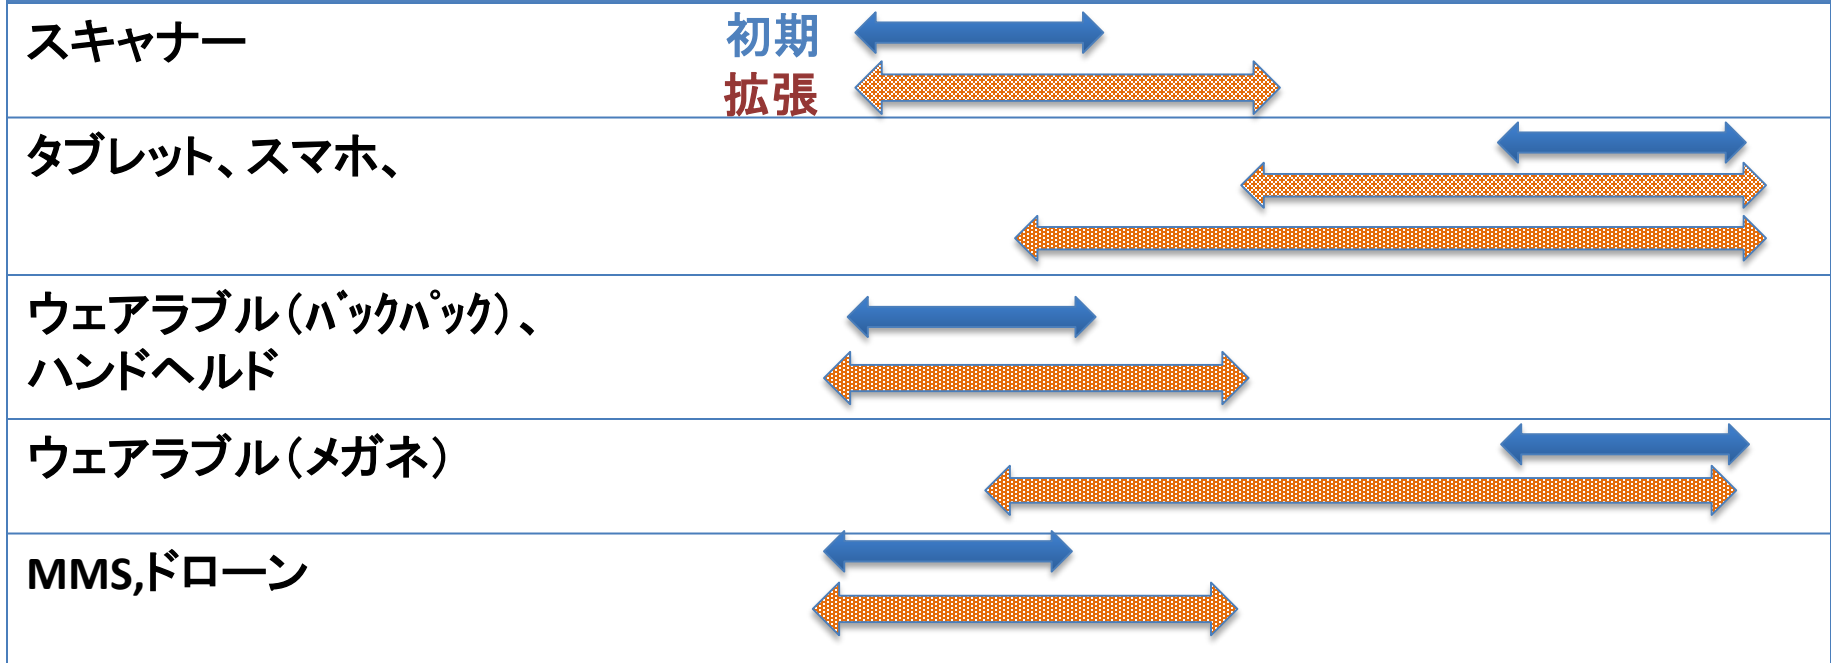 スキャナー
初期
拡張
タブレット、スマホ、
ウェアラブル（ﾊﾞｯｸﾊﾟｯｸ）、
ハンドヘルド
ウェアラブル（メガネ）
MMS,ドローン